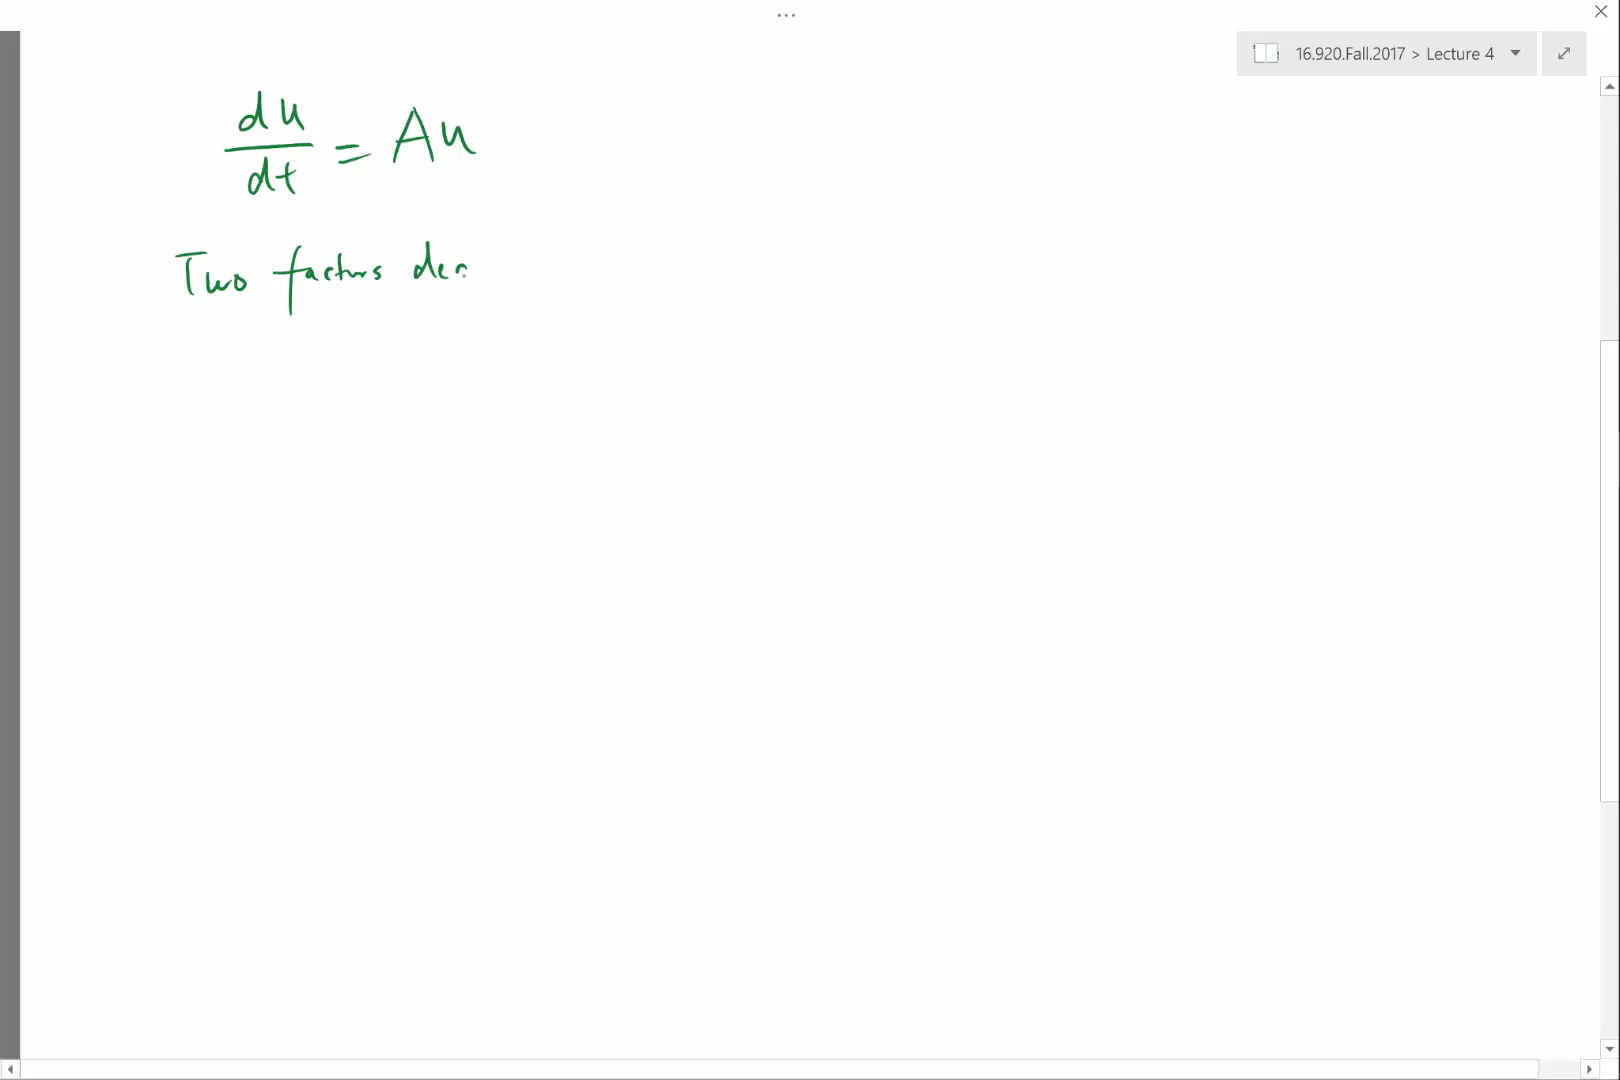 16.920.Fall.2017 > Lecture 4
du/dt = Au
Two factors